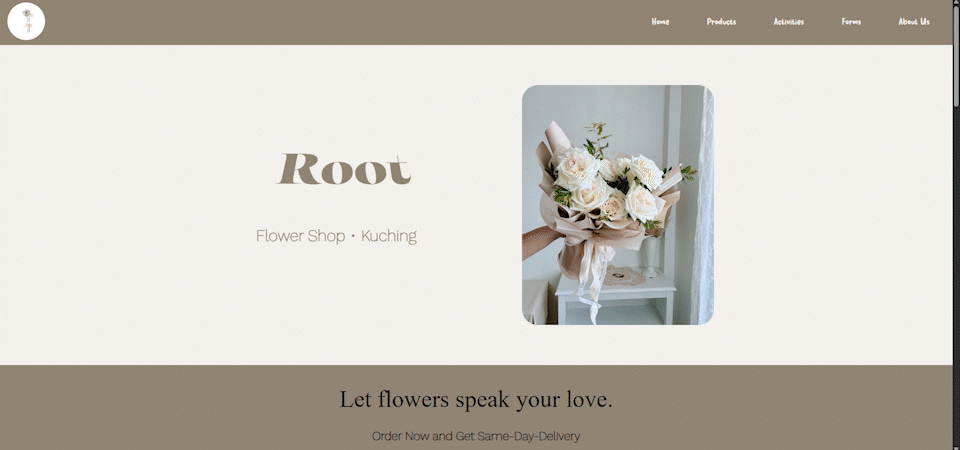 Home Products Activities Forms About Us
Root
Flower Shop • Kuching
Let flowers speak your love.
Order Now and Get Same-Day-Delivery